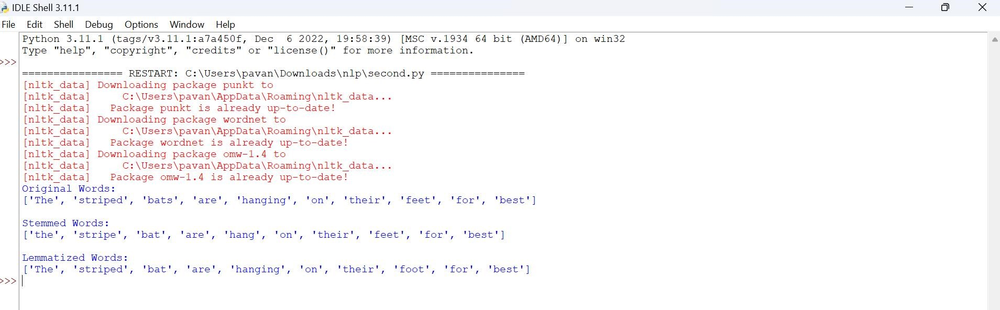 IDLE Shell 3.11.1
File Edit Shell Debug Options Window Help
Python 3.11.1 (tags/v3.11.1:a7a450f, Dec  6 2022, 19:58:39) [MSC v.1934 64 bit (AMD64)] on win32
Type "help", "copyright", "credits" or "license()" for more information.
>>>
================ RESTART: C:\Users\pavan\Downloads\nlp\second.py ===============
[nltk_data] Downloading package punkt to
[nltk_data]     C:\Users\pavan\AppData\Roaming\nltk_data...
[nltk_data]   Package punkt is already up-to-date!
[nltk_data] Downloading package wordnet to
[nltk_data]     C:\Users\pavan\AppData\Roaming\nltk_data...
[nltk_data]   Package wordnet is already up-to-date!
[nltk_data] Downloading package omw-1.4 to
[nltk_data]     C:\Users\pavan\AppData\Roaming\nltk_data...
[nltk_data]   Package omw-1.4 is already up-to-date!
Original Words:
['The', 'striped', 'bats', 'are', 'hanging', 'on', 'their', 'feet', 'for', 'best']
Stemmed Words:
['the', 'stripe', 'bat', 'are', 'hang', 'on', 'their', 'feet', 'for', 'best']
Lemmatized Words:
['The', 'striped', 'bat', 'are', 'hanging', 'on', 'their', 'foot', 'for', 'best']
>>>